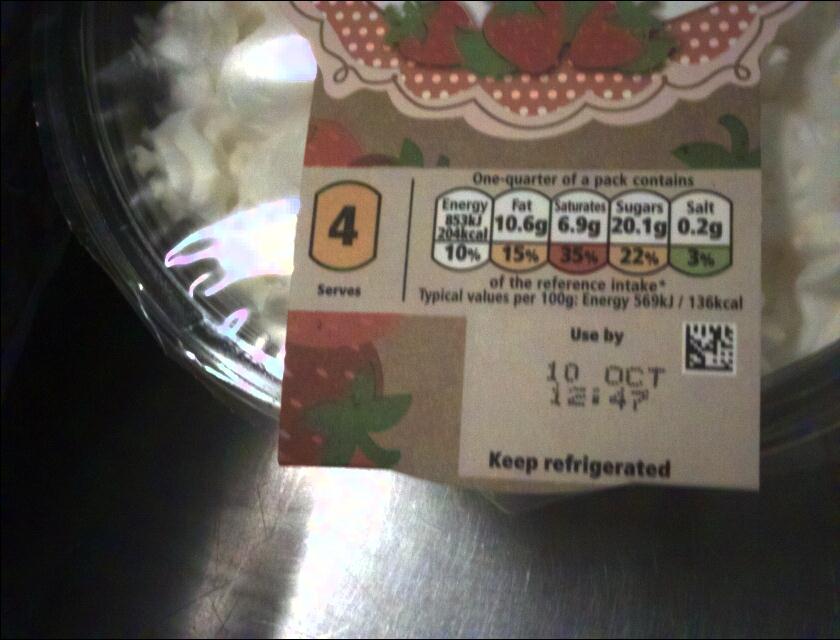 One-quarter of a pack contains
4
Serves
Energy 853kJ 204kcal 10%
Fat 10.6g 15%
Saturates 6.9g 35%
Sugars 20.1g 22%
Salt 0.2g 3%
of the reference intake*
Typical values per 100g: Energy 569kJ / 136kcal
Use by
10 OCT
12:47
Keep refrigerated